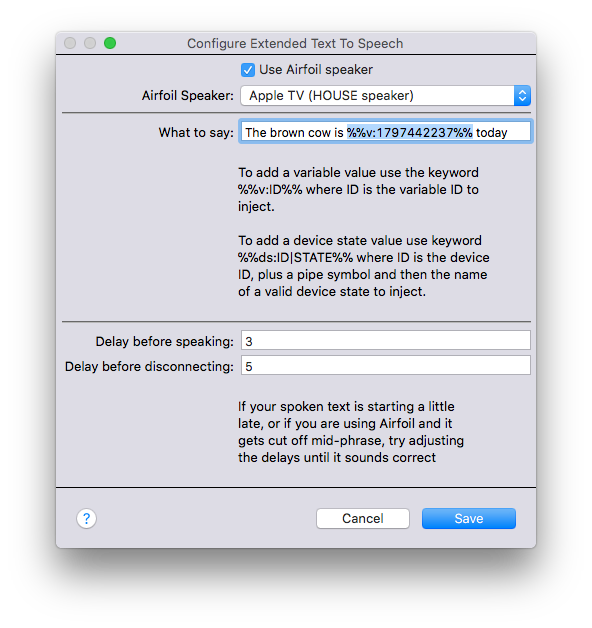 Configure Extended Text To Speech
Use Airfoil speaker
Airfoil Speaker: Apple TV (HOUSE speaker)
What to say: The brown cow is %%v:1797442237%% today
To add a variable value use the keyword
%%v:ID%% where ID is the variable ID to
inject.
To add a device state value use keyword
%%ds:ID|STATE%% where ID is the device
ID, plus a pipe symbol and then the name
of a valid device state to inject.
Delay before speaking: 3
Delay before disconnecting: 5
If your spoken text is starting a little
late, or if you are using Airfoil and it
gets cut off mid-phrase, try adjusting
the delays until it sounds correct
? Cancel Save